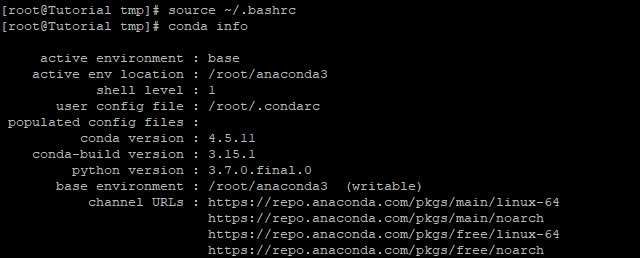 [root@Tutorial tmp]# source ~/.bashrc
[root@Tutorial tmp]# conda info
active environment : base
active env location : /root/anaconda3
shell level : 1
user config file : /root/.condarc
populated config files :
conda version : 4.5.11
conda-build version : 3.15.1
python version : 3.7.0.final.0
base environment : /root/anaconda3  (writable)
channel URLs : https://repo.anaconda.com/pkgs/main/linux-64
https://repo.anaconda.com/pkgs/main/noarch
https://repo.anaconda.com/pkgs/free/linux-64
https://repo.anaconda.com/pkgs/free/noarch